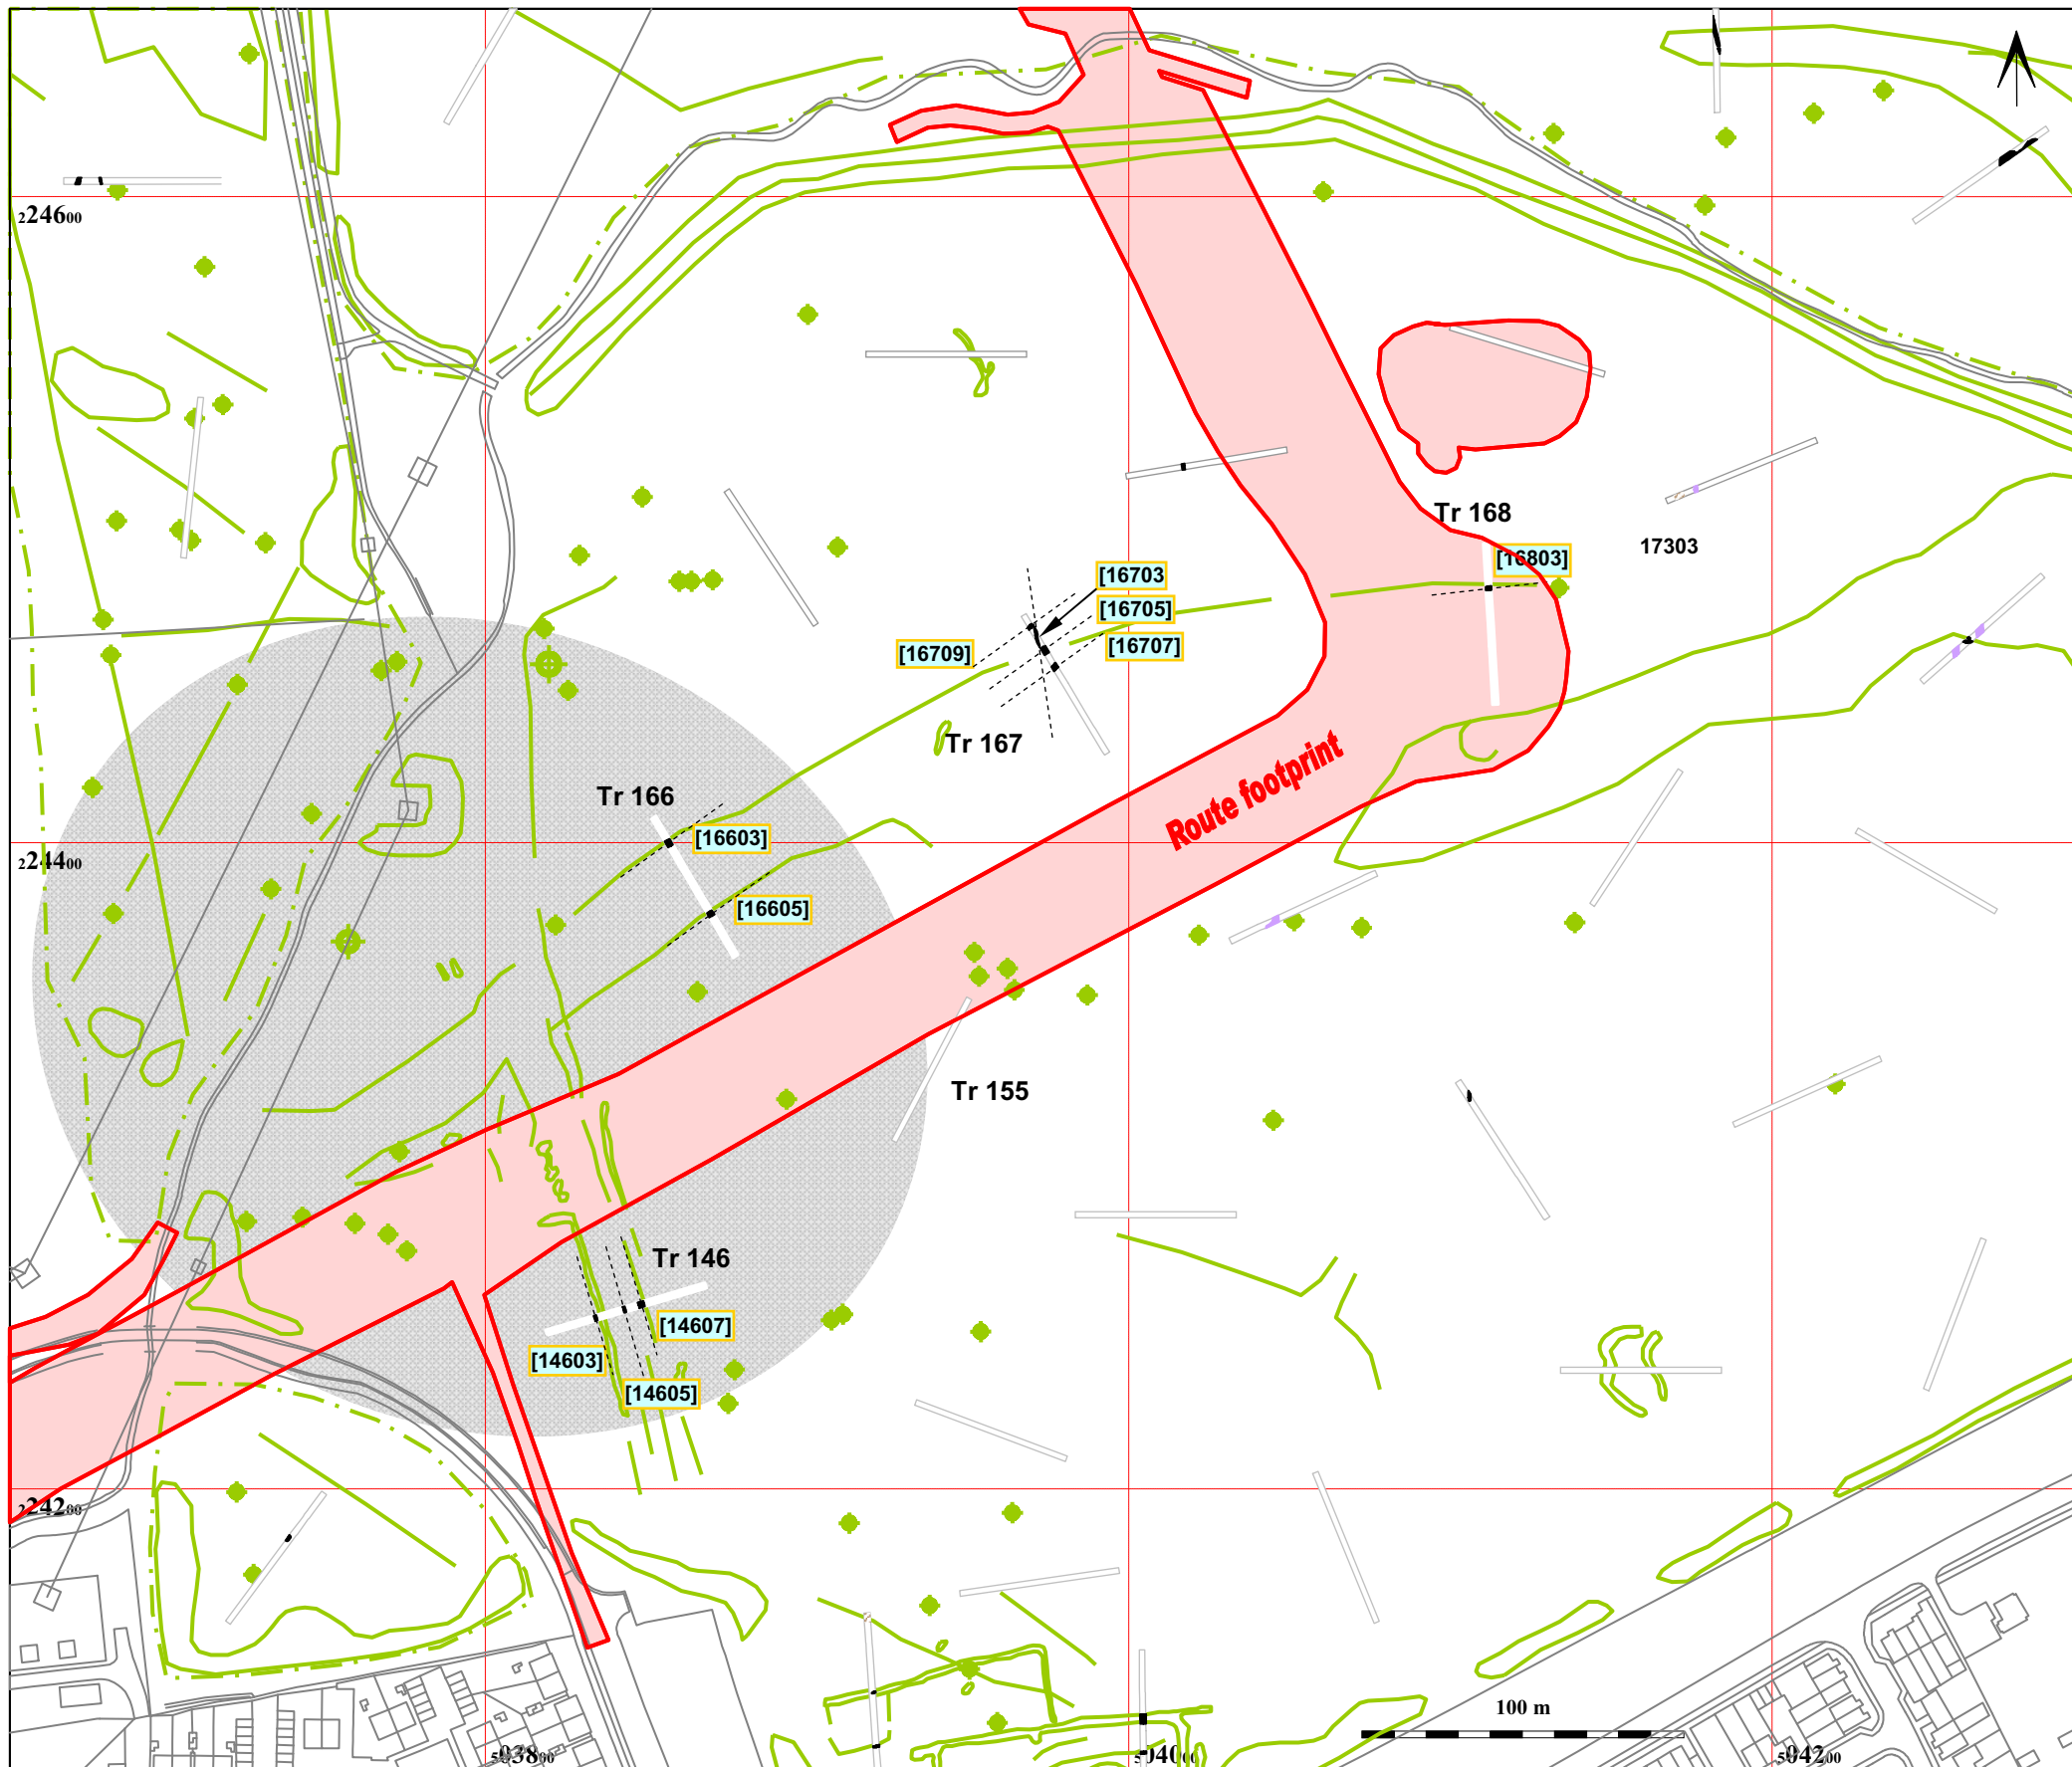 224600
Tr 168
17303
[16803]
[16703
[16705]
[16707]
[16709]
Tr 167
Route footprint
Tr 166
[16603]
224400
[16605]
Tr 155
Tr 146
[14607]
[14603]
[14605]
224200
100 m
503800
504000
504200